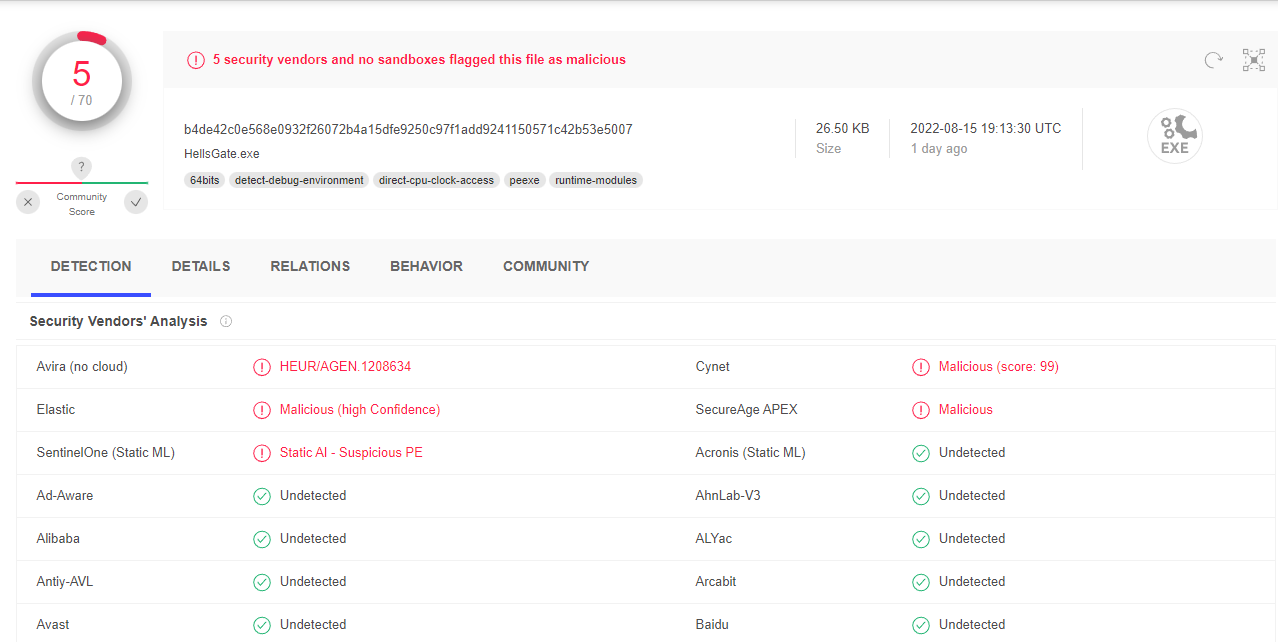 5
/ 70
?
Community
Score
5 security vendors and no sandboxes flagged this file as malicious
b4de42c0e568e0932f26072b4a15dfe9250c97f1add9241150571c42b53e5007
HellsGate.exe
64bits detect-debug-environment direct-cpu-clock-access peexe runtime-modules
26.50 KB
Size
2022-08-15 19:13:30 UTC
1 day ago
EXE
DETECTION DETAILS RELATIONS BEHAVIOR COMMUNITY
Security Vendors' Analysis
Avira (no cloud) HEUR/AGEN.1208634 Cynet Malicious (score: 99)
Elastic Malicious (high Confidence) SecureAge APEX Malicious
SentinelOne (Static ML) Static AI - Suspicious PE Acronis (Static ML) Undetected
Ad-Aware Undetected AhnLab-V3 Undetected
Alibaba Undetected ALYac Undetected
Antiy-AVL Undetected Arcabit Undetected
Avast Undetected Baidu Undetected